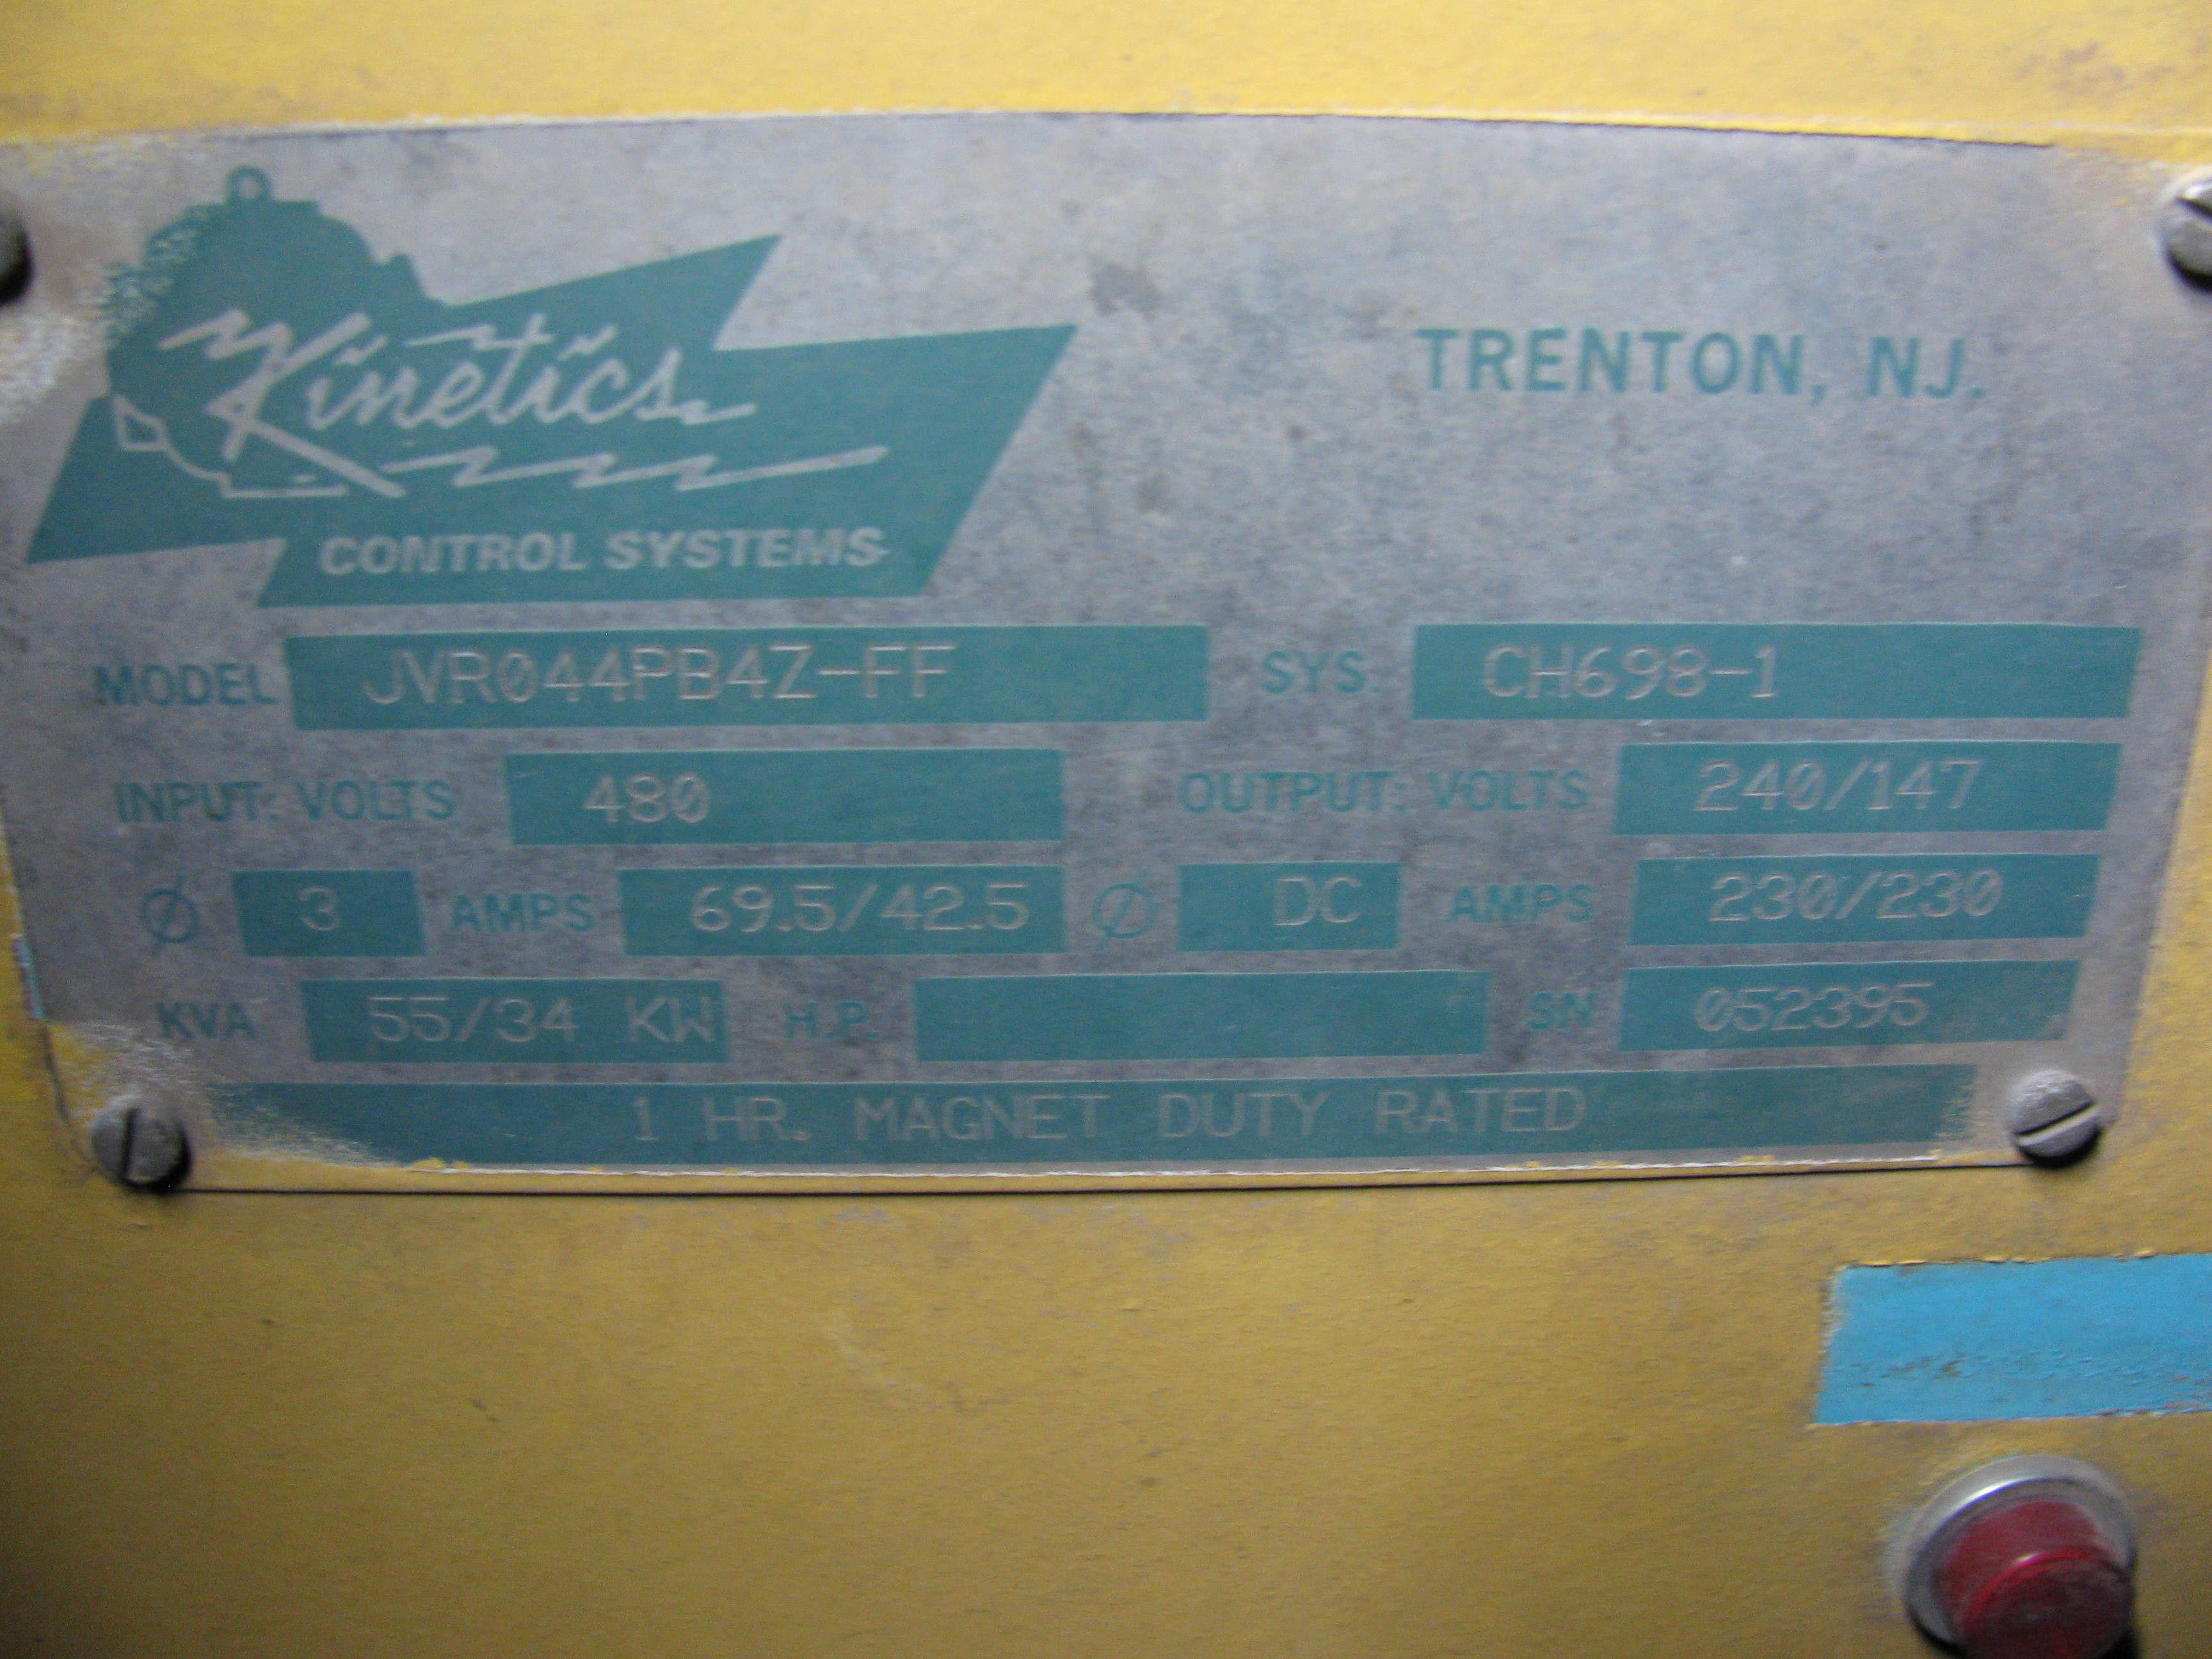 Kinetics
CONTROL SYSTEMS
TRENTON, NJ.
MODEL JVR044PB4Z-FF SYS. CH698-1
INPUT: VOLTS 480 OUTPUT: VOLTS 240/147
Ø 3 AMPS 69.5/42.5 Ø DC AMPS 230/230
KVA 55/34 KW H.P. SN 052395
1 HR. MAGNET DUTY RATED